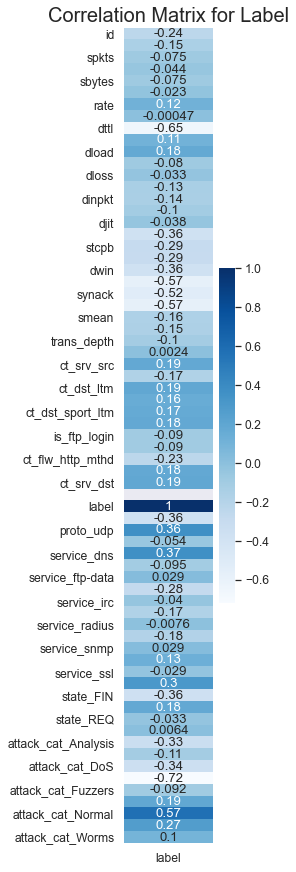 Correlation Matrix for Label
id
-0.24
-0.15
spkts
-0.075
-0.044
sbytes
-0.075
-0.023
rate
0.12
-0.00047
dttl
-0.65
0.11
dload
0.18
-0.08
dloss
-0.033
-0.13
dinpkt
-0.14
-0.1
djit
-0.038
-0.36
stcpb
-0.29
-0.29
dwin
-0.36
-0.57
synack
-0.52
-0.57
smean
-0.16
-0.15
trans_depth
-0.1
0.0024
ct_srv_src
0.19
-0.17
ct_dst_ltm
0.19
0.16
ct_dst_sport_ltm
0.17
0.18
is_ftp_login
-0.09
-0.09
ct_flw_http_mthd
-0.23
0.18
ct_srv_dst
0.19
label
1
-0.36
proto_udp
0.36
-0.054
service_dns
0.37
-0.095
service_ftp-data
0.029
-0.28
service_irc
-0.04
-0.17
service_radius
-0.0076
-0.18
service_snmp
0.029
0.13
service_ssl
-0.029
0.3
state_FIN
-0.36
0.18
state_REQ
-0.033
0.0064
attack_cat_Analysis
-0.33
-0.11
attack_cat_DoS
-0.34
-0.72
attack_cat_Fuzzers
-0.092
0.19
attack_cat_Normal
0.57
0.27
attack_cat_Worms
0.1
label
1.0
0.8
0.6
0.4
0.2
0.0
−0.2
−0.4
−0.6